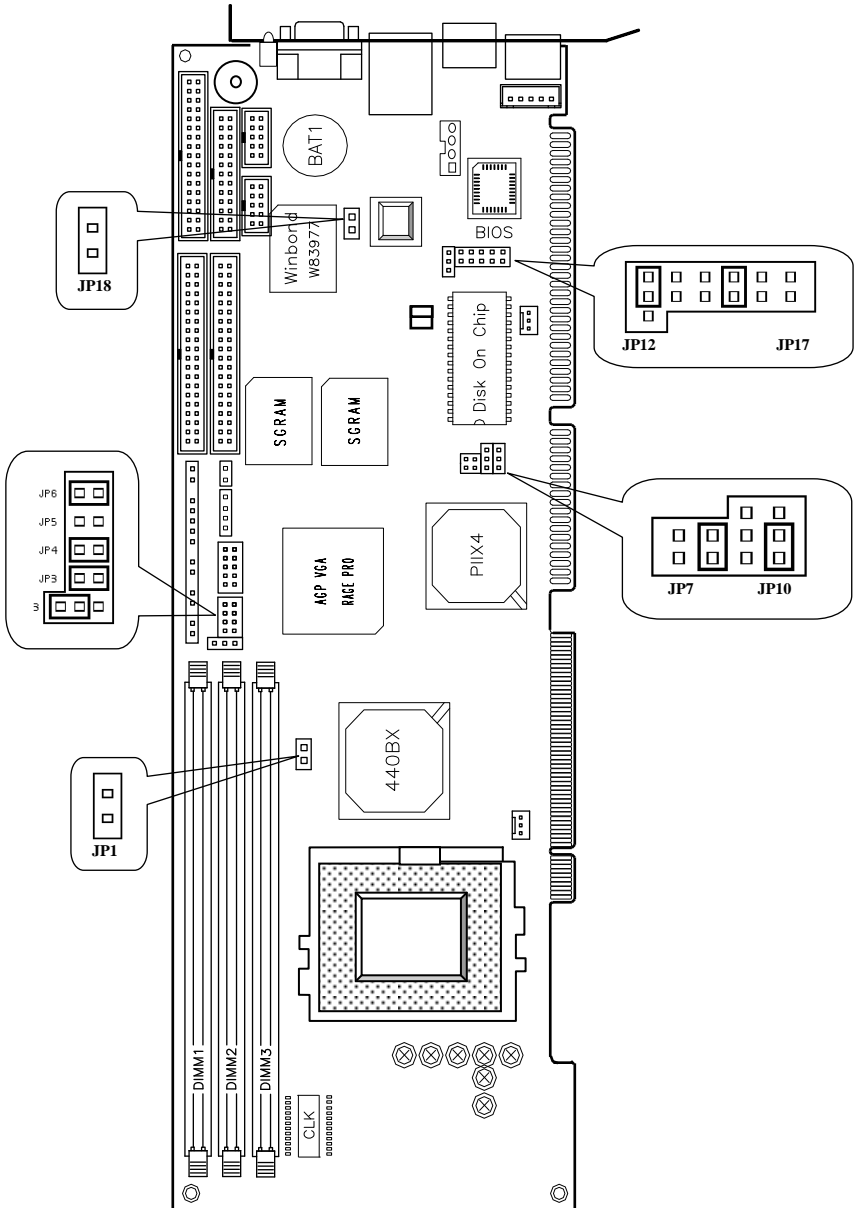 BAT1
BIOS
Winbond
W83977
JP18
JP12
JP17
Disk On Chip
SGRAM
SGRAM
JP6
JP5
JP4
JP3
3
AGP VGA
RAGE PRO
PIIX4
JP7
JP10
440BX
JP1
DIMM1
DIMM2
DIMM3
CLK